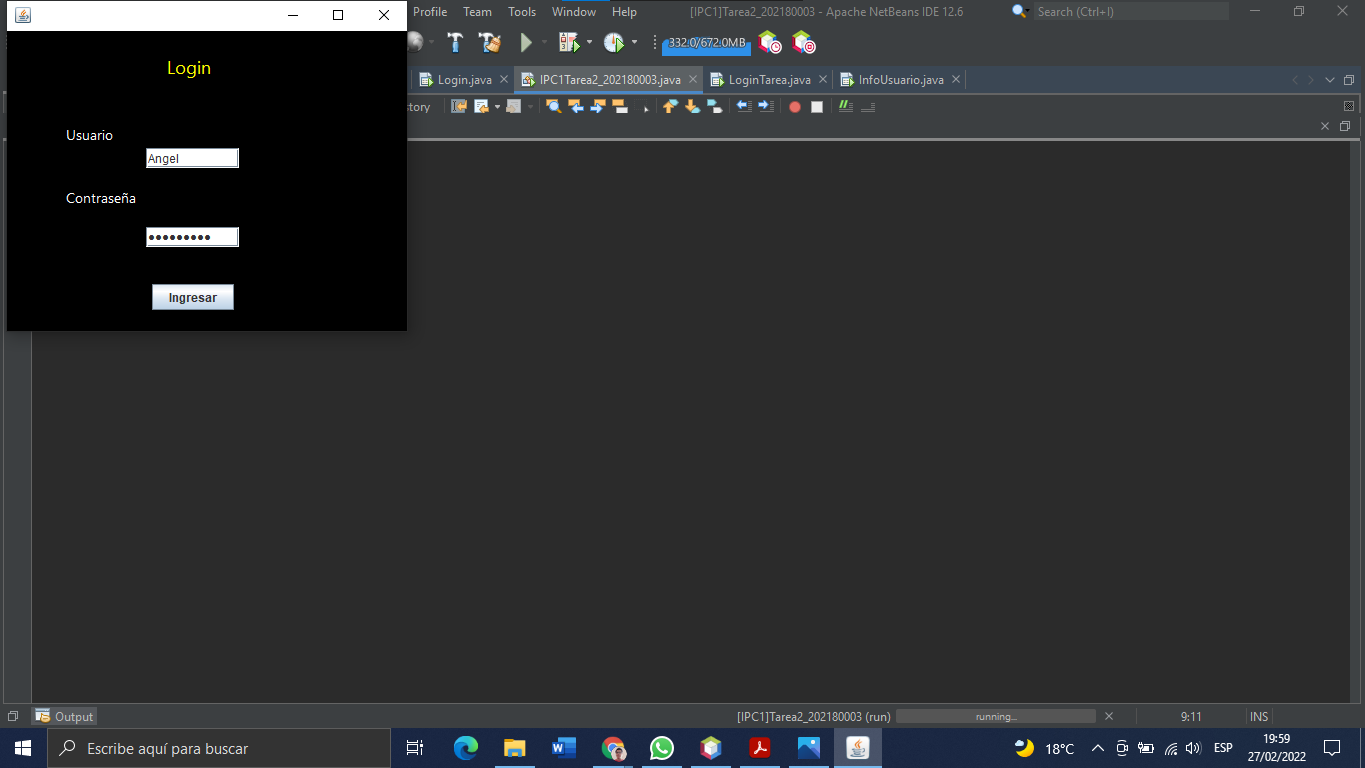 Profile Team Tools Window Help [IPC1]Tarea2_202180003 - Apache NetBeans IDE 12.6 Search (Ctrl+I)
332.0/672.0MB
Login.java IPC1Tarea2_202180003.java LoginTarea.java InfoUsuario.java
story
Login
Usuario
Angel
Contraseña
•••••••••
Ingresar
Output [IPC1]Tarea2_202180003 (run) running... 9:11 INS
Escribe aquí para buscar 18°C ESP 19:59
27/02/2022